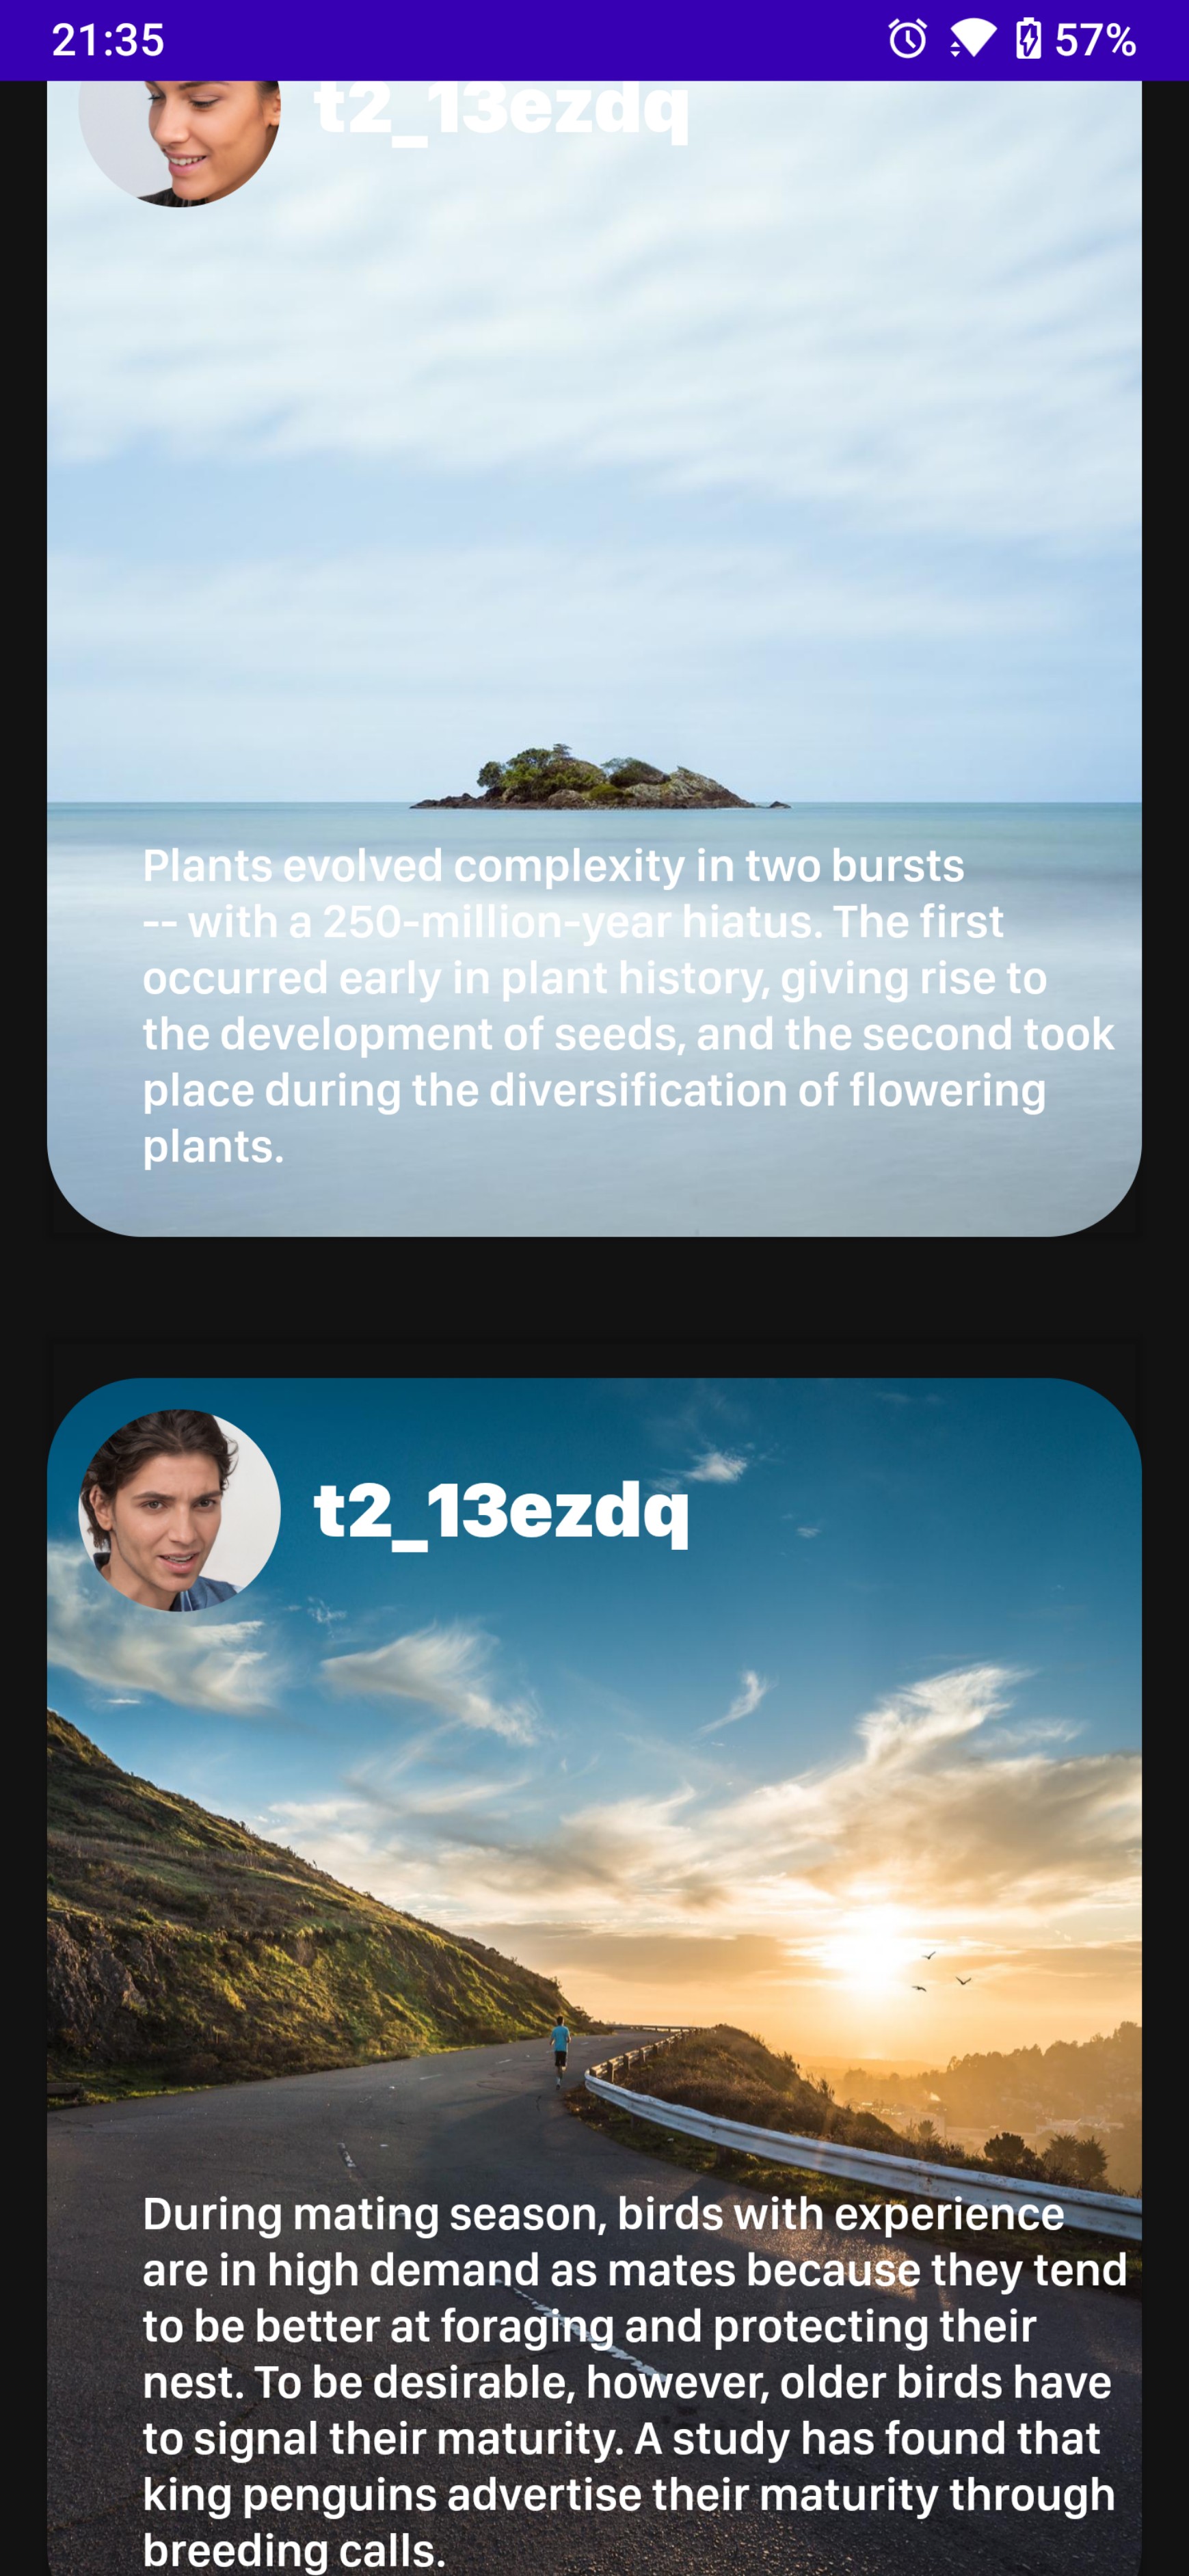 21:35 57%
t2_13ezdq
Plants evolved complexity in two bursts
-- with a 250-million-year hiatus. The first
occurred early in plant history, giving rise to
the development of seeds, and the second took
place during the diversification of flowering
plants.
t2_13ezdq
During mating season, birds with experience
are in high demand as mates because they tend
to be better at foraging and protecting their
nest. To be desirable, however, older birds have
to signal their maturity. A study has found that
king penguins advertise their maturity through
breeding calls.